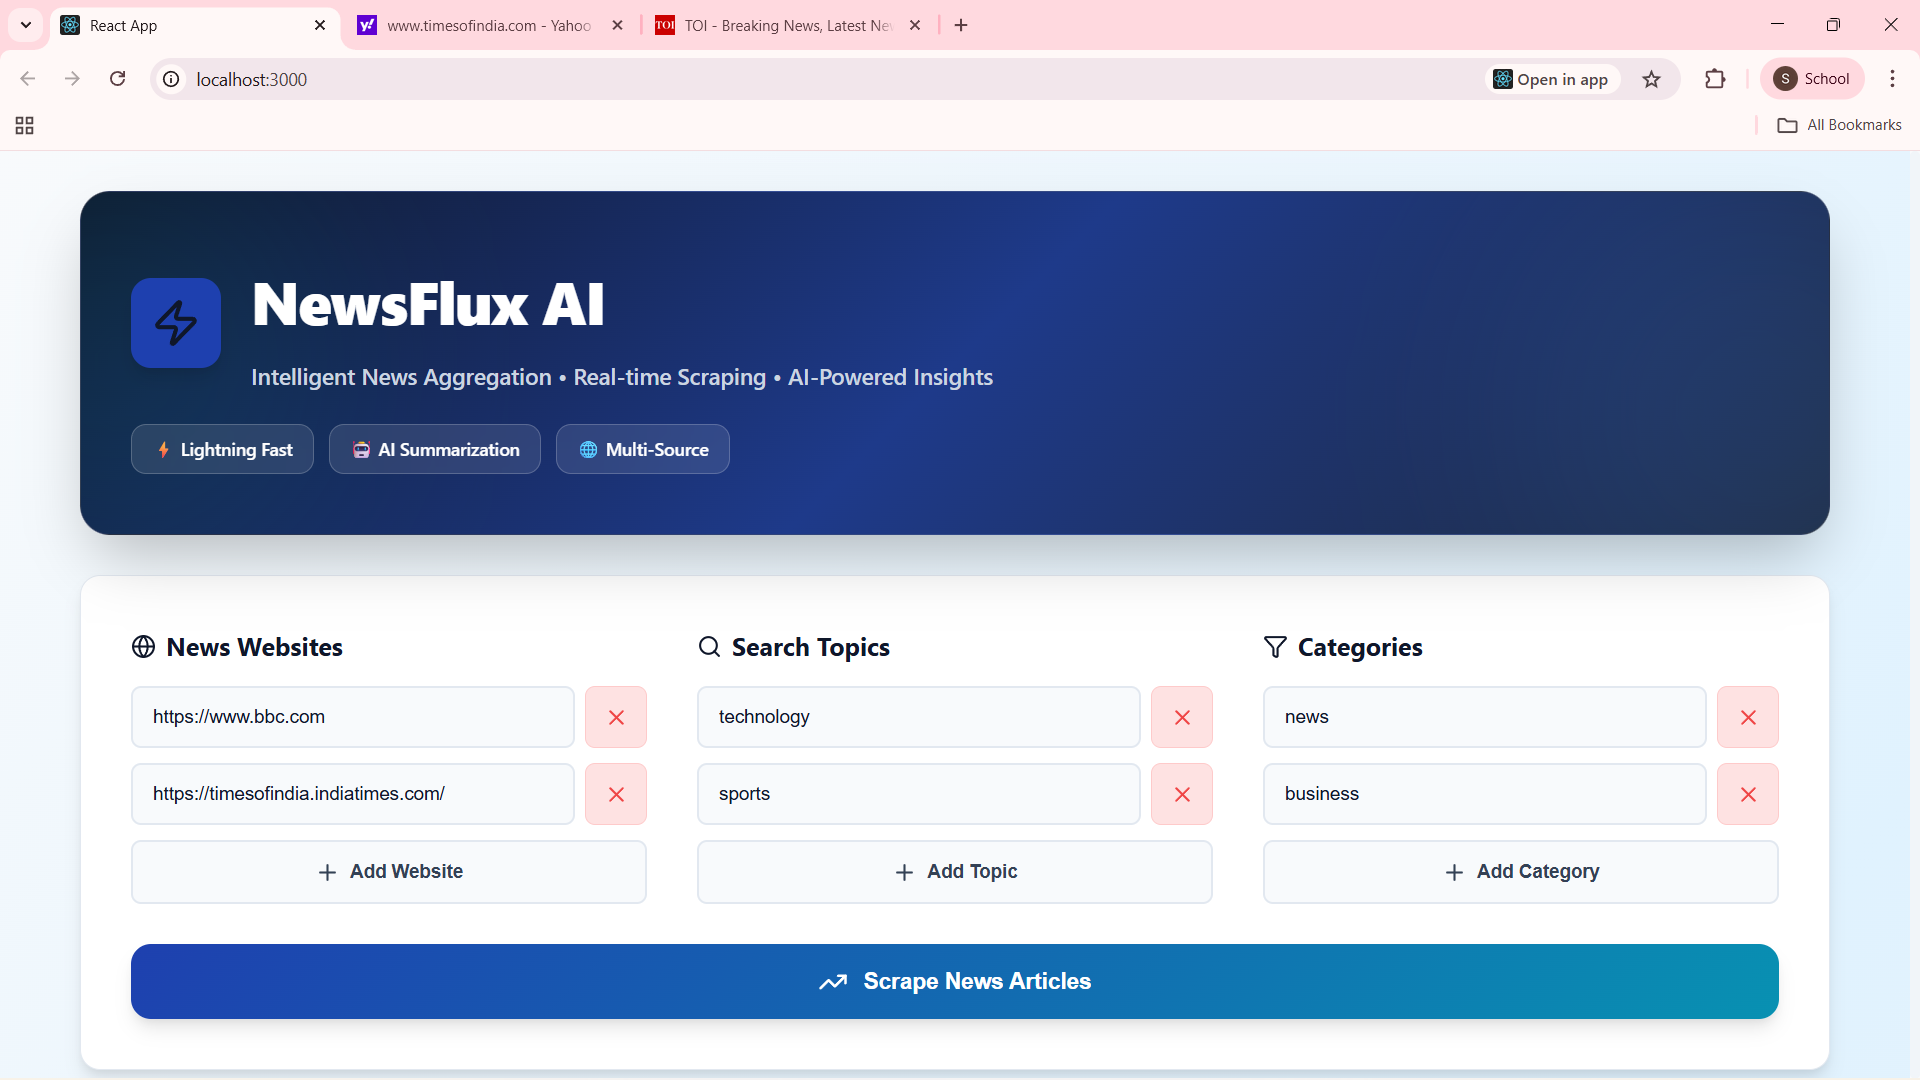 React App
www.timesofindia.com - Yahoo
TOI
TOI - Breaking News, Latest Ne
localhost:3000
Open in app
S
School
All Bookmarks
NewsFlux AI
Intelligent News Aggregation • Real-time Scraping • AI-Powered Insights
Lightning Fast
AI Summarization
Multi-Source
News Websites
Search Topics
Categories
https://www.bbc.com
technology
news
https://timesofindia.indiatimes.com/
sports
business
Add Website
Add Topic
Add Category
Scrape News Articles